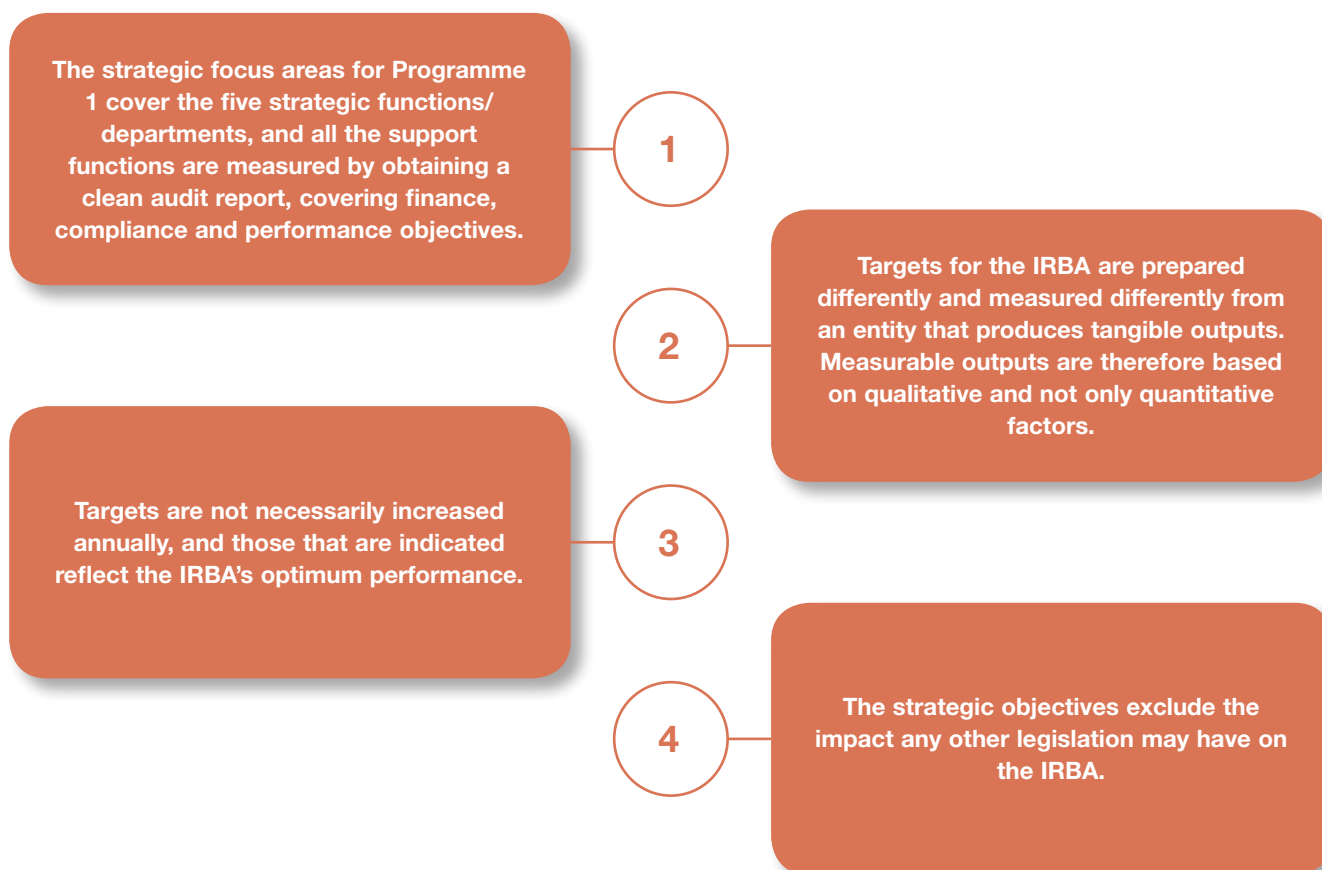 The strategic focus areas for Programme
1 cover the five strategic functions/
departments, and all the support
functions are measured by obtaining a
clean audit report, covering finance,
compliance and performance objectives.
1
2
Targets for the IRBA are prepared
differently and measured differently from
an entity that produces tangible outputs.
Measurable outputs are therefore based
on qualitative and not only quantitative
factors.
Targets are not necessarily increased
annually, and those that are indicated
reflect the IRBA’s optimum performance.
3
4
The strategic objectives exclude the
impact any other legislation may have on
the IRBA.